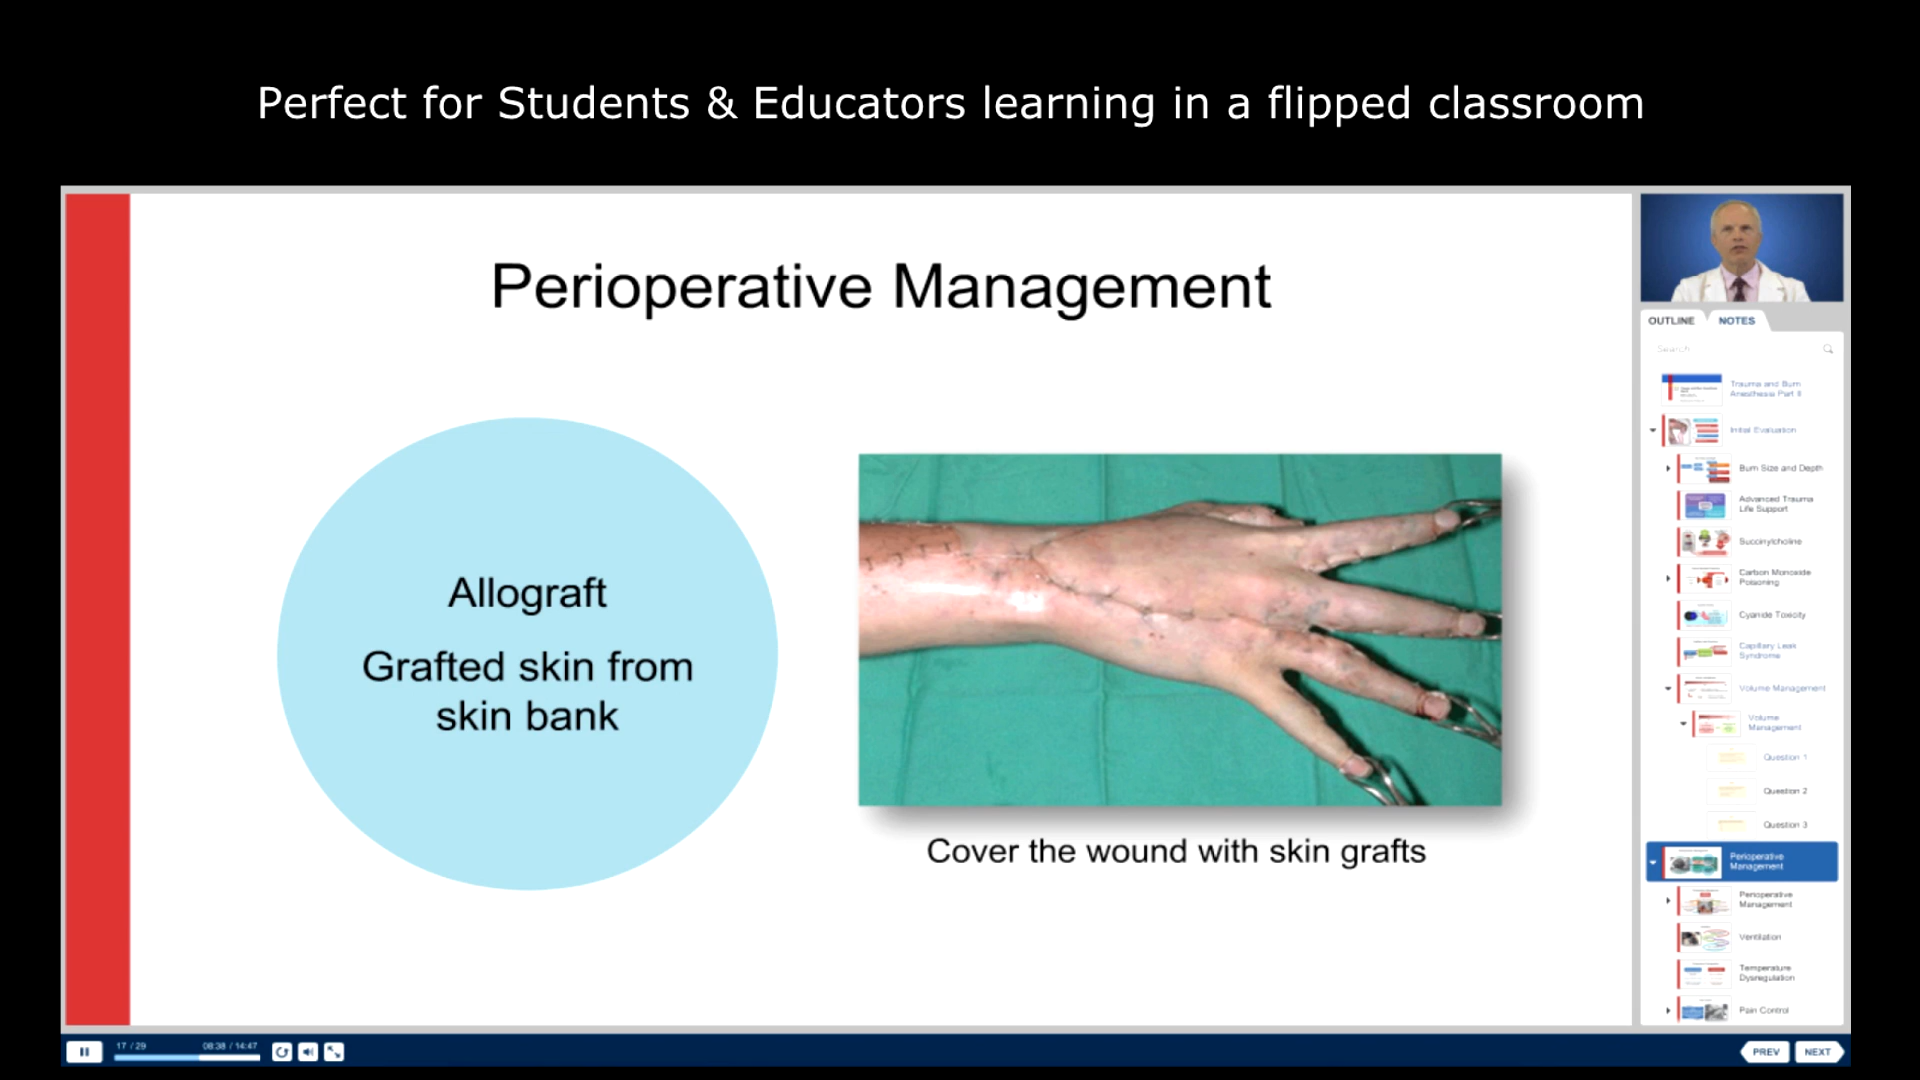 Perfect for Students & Educators learning in a flipped classroom
Perioperative Management
Allograft
Grafted skin from
skin bank
Cover the wound with skin grafts
OUTLINE
NOTES
Search
Trauma and Burn
Anesthesia Part II
Initial Evaluation
Burn Size and Depth
Advanced Trauma
Life Support
Succinylcholine
Carbon Monoxide
Poisoning
Cyanide Toxicity
Capillary Leak
Syndrome
Volume Management
Volume
Management
Question 1
Question 2
Question 3
Perioperative
Management
Perioperative
Management
Ventilation
Temperature
Dysregulation
Pain Control
17 / 29
08:38 / 14:47
PREV
NEXT